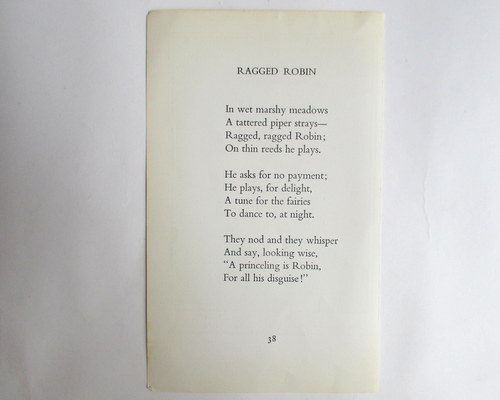 RAGGED ROBIN
In wet marshy meadows
A tattered piper strays—
Ragged, ragged Robin;
On thin reeds he plays.
He asks for no payment;
He plays, for delight,
A tune for the fairies
To dance to, at night.
They nod and they whisper
And say, looking wise,
“A princeling is Robin,
For all his disguise!”
38